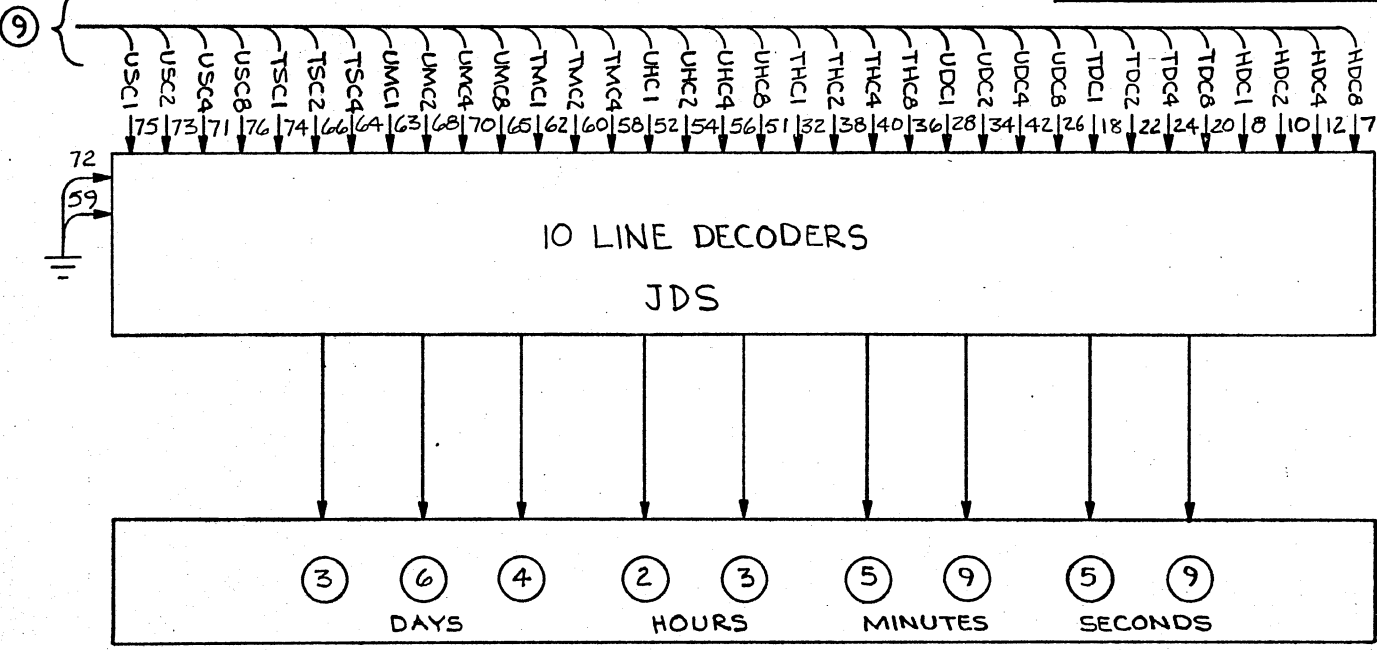 9
USC1 USC2 USC4 USC8 TSC1 TSC2 TSC4 UMC1 UMC2 UMC4 UMC8 TMC1 TMC2 TMC4 UHC1 UHC2 UHC4 UHC8 THC1 THC2 THC4 THC8 UDC1 UDC2 UDC4 UDC8 TDC1 TDC2 TDC4 TDC8 HDC1 HDC2 HDC4 HDC8
75 73 71 76 74 66 64 63 68 70 65 62 60 58 52 54 56 51 32 38 40 36 28 34 42 26 18 22 24 20 8 10 12 7
72
59
10 LINE DECODERS
JDS
3 6 4 2 3 5 9 5 9
DAYS HOURS MINUTES SECONDS